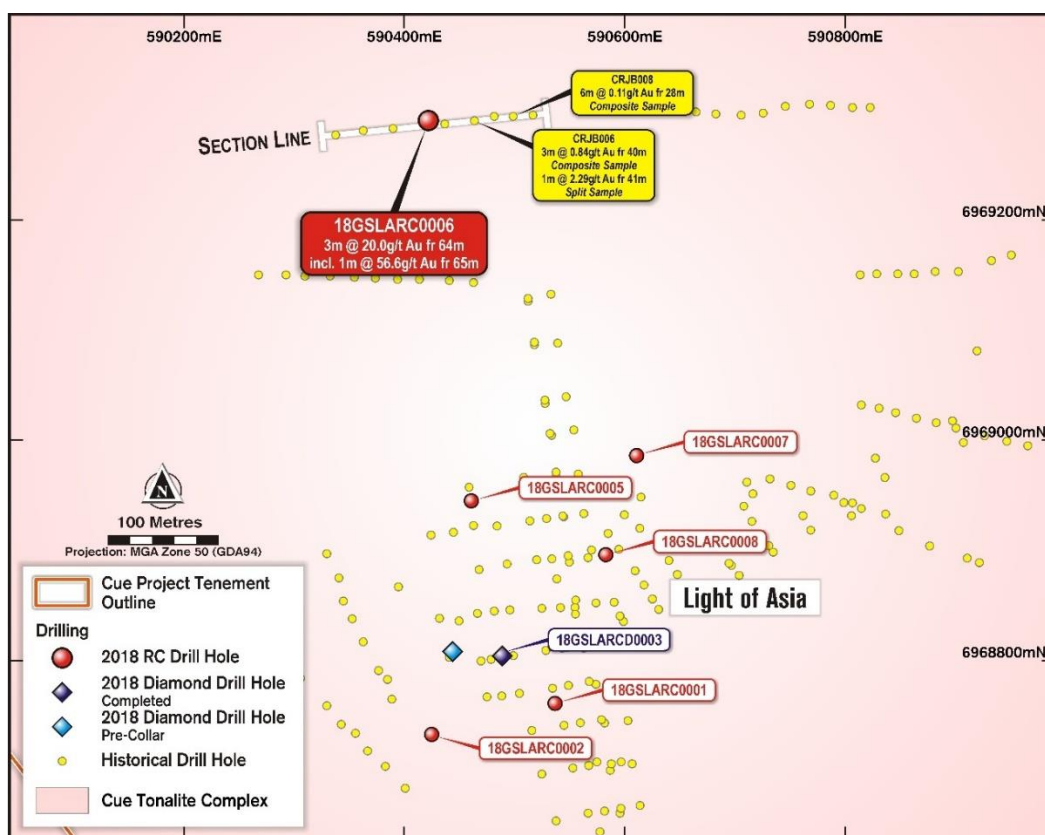 590200mE
590400mE
590600mE
590800mE
CRJB008
6m @ 0.11g/t Au fr 28m
Composite Sample
SECTION LINE
CRJB006
3m @ 0.84g/t Au fr 40m
Composite Sample
1m @ 2.29g/t Au fr 41m
Split Sample
6969200mN
18GSLARC0006
3m @ 20.0g/t Au fr 64m
incl. 1m @ 56.6g/t Au fr 65m
6969000mN
18GSLARC0007
18GSLARC0005
N
100 Metres
Projection: MGA Zone 50 (GDA94)
18GSLARC0008
Light of Asia
18GSLARCD0003
6968800mN
18GSLARC0001
18GSLARC0002
Cue Project Tenement
Outline
Drilling
2018 RC Drill Hole
2018 Diamond Drill Hole
Completed
2018 Diamond Drill Hole
Pre-Collar
Historical Drill Hole
Cue Tonalite Complex